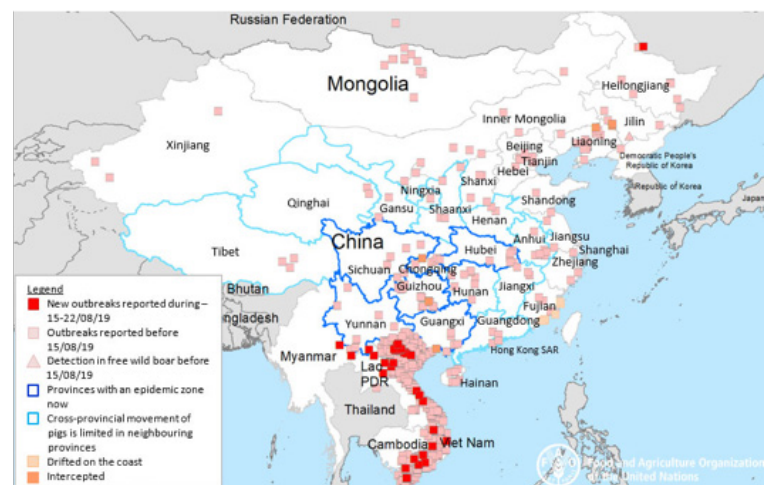 Russian Federation
Mongolia
Heilongjiang
Inner Mongolia
Jilin
Xinjiang
Beijing
Liaoning
Tianjin
Hebei
Democratic People's
Republic of Korea
Republic of Korea
Japan
Ningxia
Shanxi
Qinghai
Gansu
Shaanxi
Shandong
Henan
China
Anhui
Jiangsu
Tibet
Hubei
Shanghai
Sichuan
Chongqing
Zhejiang
Guizhou
Hunan
Jiangxi
Bhutan
Fujian
ngladesh
Yunnan
Guangxi
Guangdong
Myanmar
Hong Kong SAR
Lao
PDR
Hainan
Thailand
Cambodia
Viet Nam
Legend
New outbreaks reported during –
15-22/08/19
Outbreaks reported before
15/08/19
Detection in free wild boar before
15/08/19
Provinces with an epidemic zone
now
Cross-provincial movement of
pigs is limited in neighbouring
provinces
Drifted on the coast
Intercepted
Food and Agriculture Organization
of the United Nations